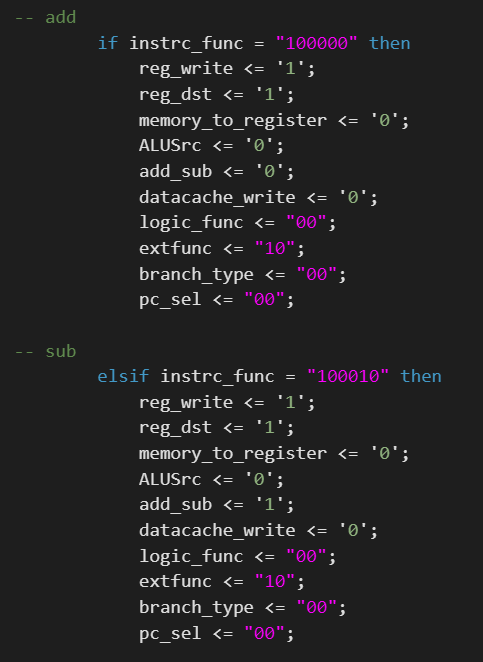 -- add
if instrc_func = "100000" then
reg_write <= '1';
reg_dst <= '1';
memory_to_register <= '0';
ALUSrc <= '0';
add_sub <= '0';
datacache_write <= '0';
logic_func <= "00";
extfunc <= "10";
branch_type <= "00";
pc_sel <= "00";
-- sub
elsif instrc_func = "100010" then
reg_write <= '1';
reg_dst <= '1';
memory_to_register <= '0';
ALUSrc <= '0';
add_sub <= '1';
datacache_write <= '0';
logic_func <= "00";
extfunc <= "10";
branch_type <= "00";
pc_sel <= "00";